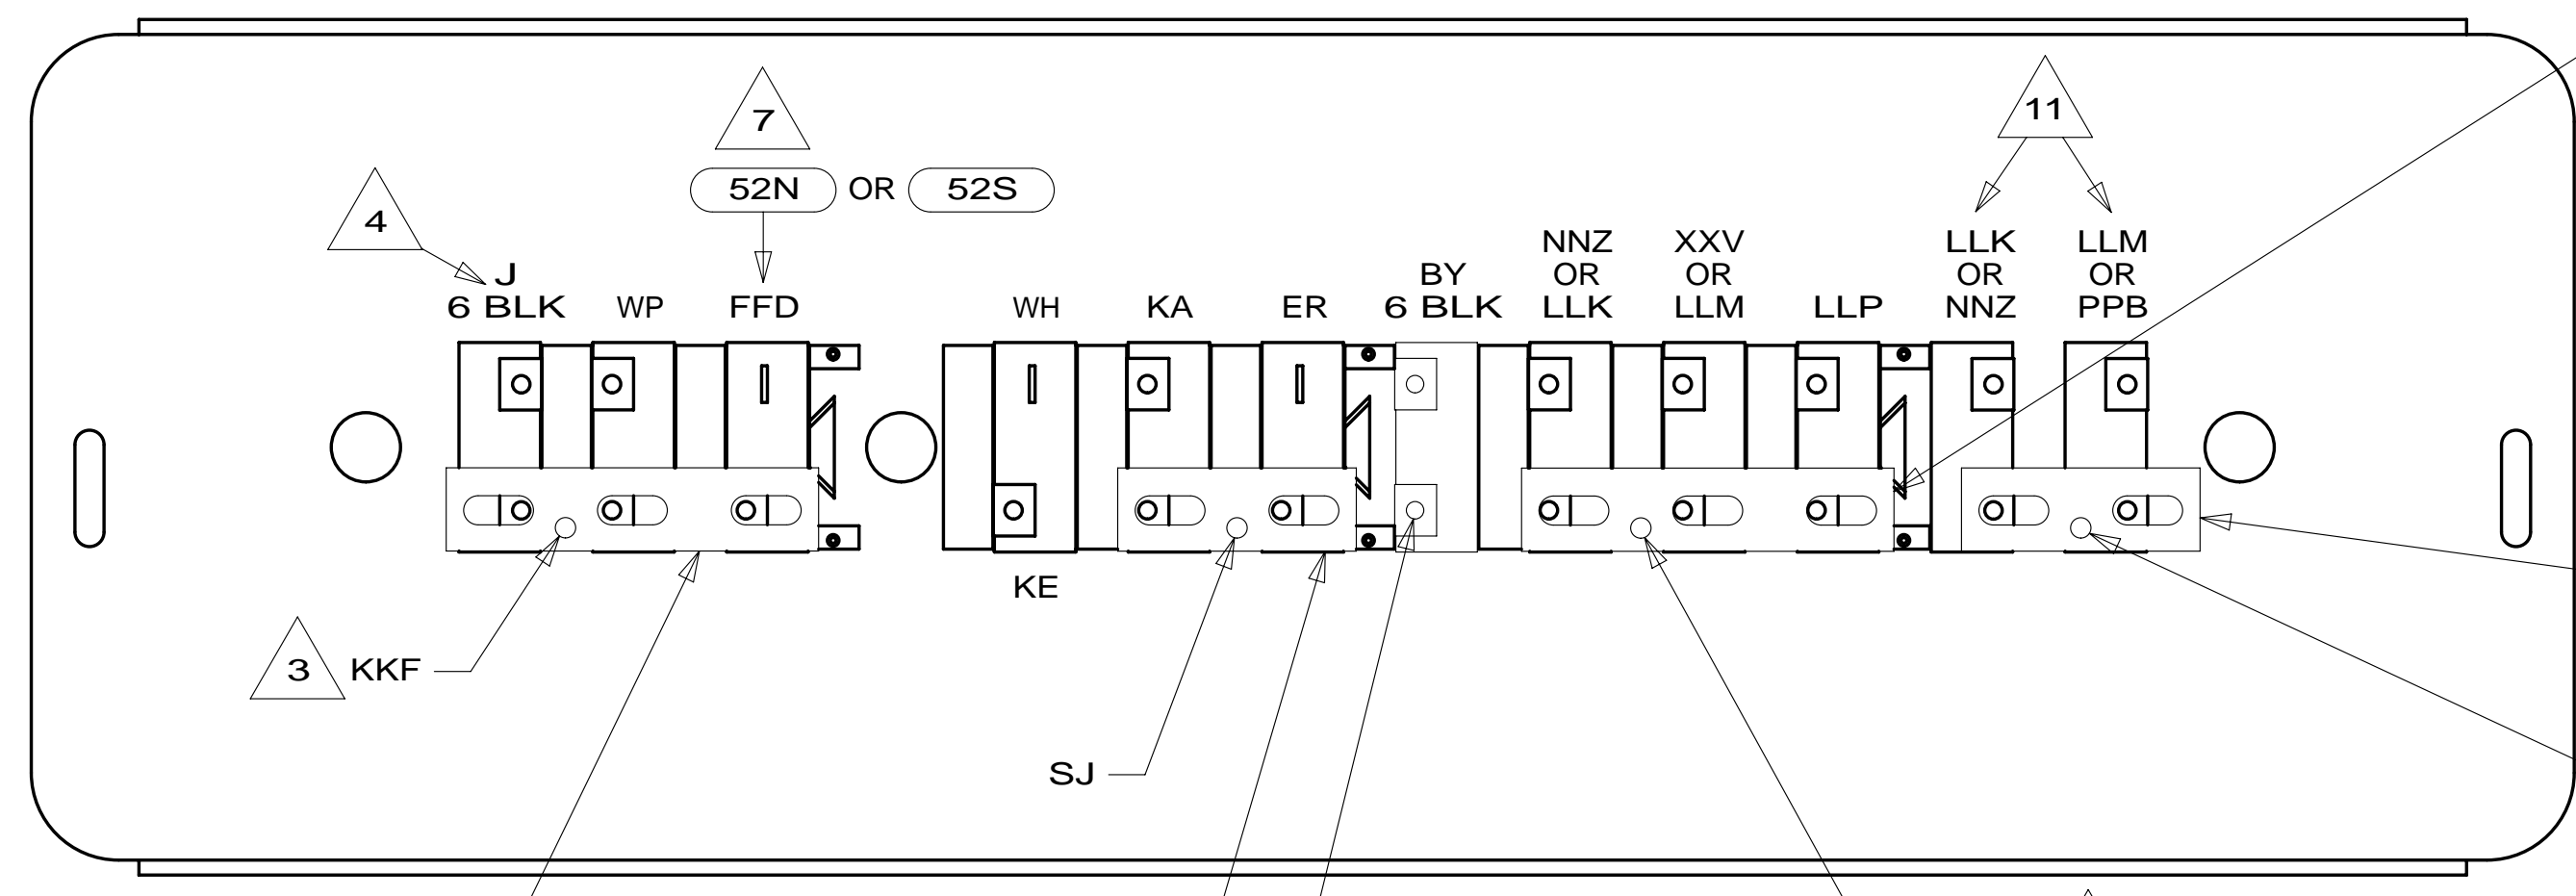 7
11
52N OR 52S
4
J
6 BLK
WP
FFD
WH
KA
ER
BY
6 BLK
NNZ
OR
LLK
XXV
OR
LLM
LLP
LLK
OR
NNZ
LLM
OR
PPB
KE
3 KKF
SJ